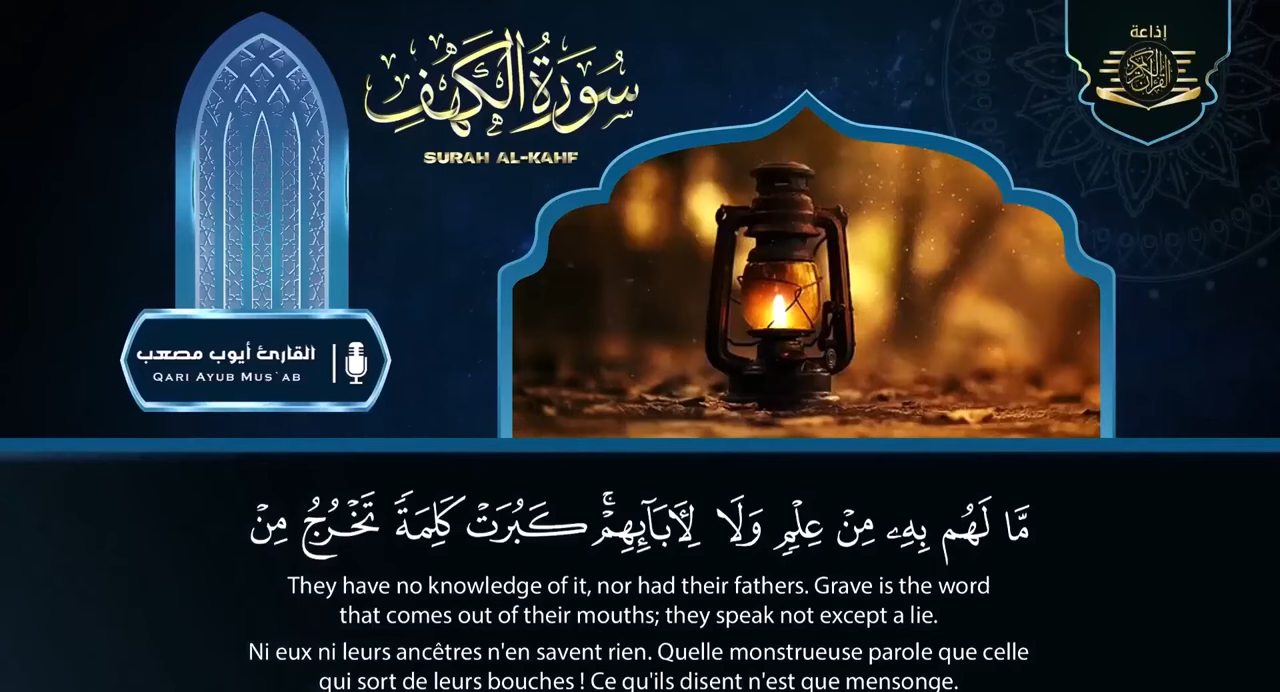 سُورَةُ الكَهْفِ
SURAH AL-KAHF
إذاعة
القرآن الكريم
القارئ أيوب مصعب
QARI AYUB MUS`AB
مَّا لَهُم بِهِۦ مِنْ عِلْمٍ وَلَا لِأَبَآئِهِمْ ۚ كَبُرَتْ كَلِمَةً تَخْرُجُ مِنْ
They have no knowledge of it, nor had their fathers. Grave is the word
that comes out of their mouths; they speak not except a lie.
Ni eux ni leurs ancêtres n'en savent rien. Quelle monstrueuse parole que celle
qui sort de leurs bouches ! Ce qu'ils disent n'est que mensonge.